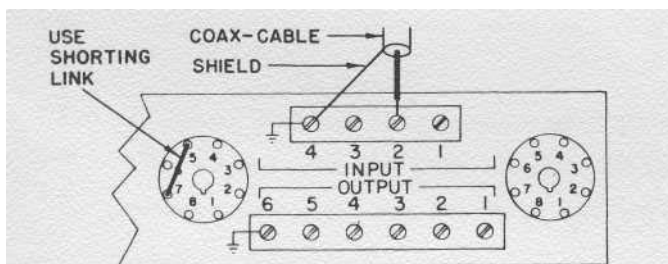 USE
SHORTING
LINK
COAX-CABLE
SHIELD
4 3 2 1
INPUT
OUTPUT
6 5 4 3 2 1
5 4
3
7 2
8 1
5 4
6 3
7 2
8 1